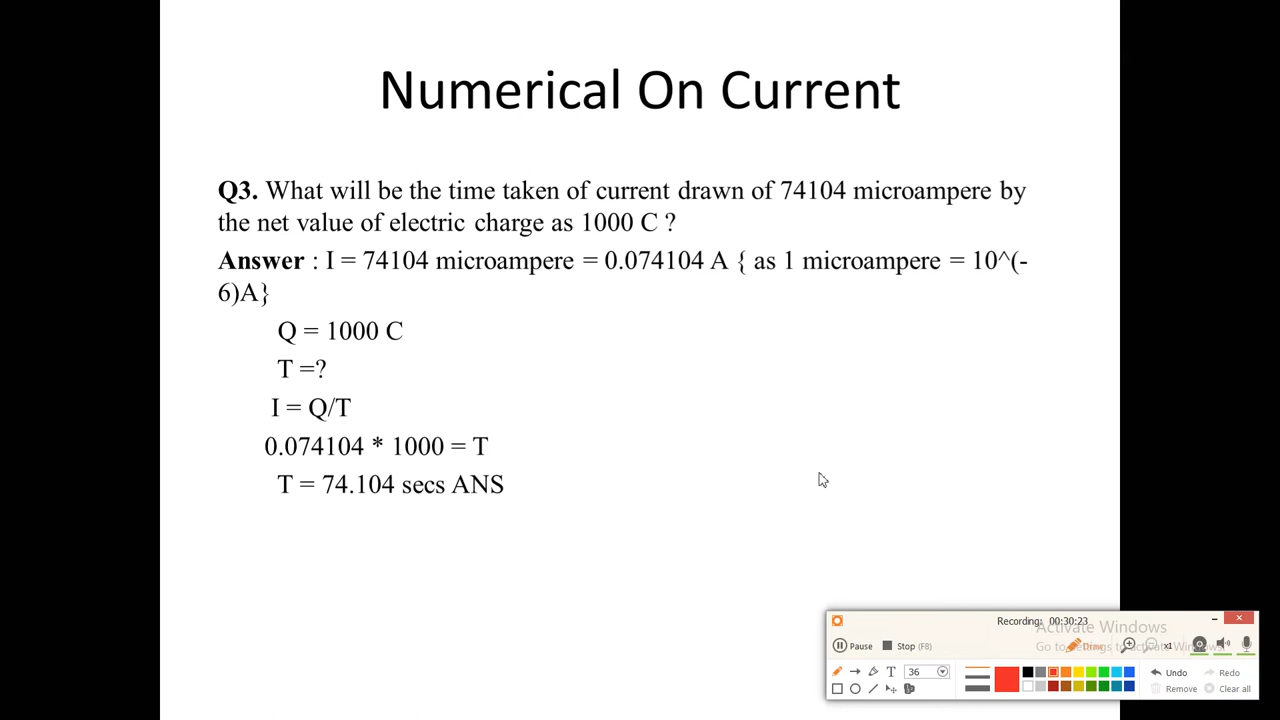 Numerical On Current
Q3. What will be the time taken of current drawn of 74104 microampere by
the net value of electric charge as 1000 C ?
Answer : I = 74104 microampere = 0.074104 A { as 1 microampere = 10^(-
6)A}
Q = 1000 C
T =?
I = Q/T
0.074104 * 1000 = T
T = 74.104 secs ANS
Recording: 00:30:23
Activate Windows
Pause
Stop (F8)
Draw
x1
T
36
Undo
Redo
Remove
Clear all